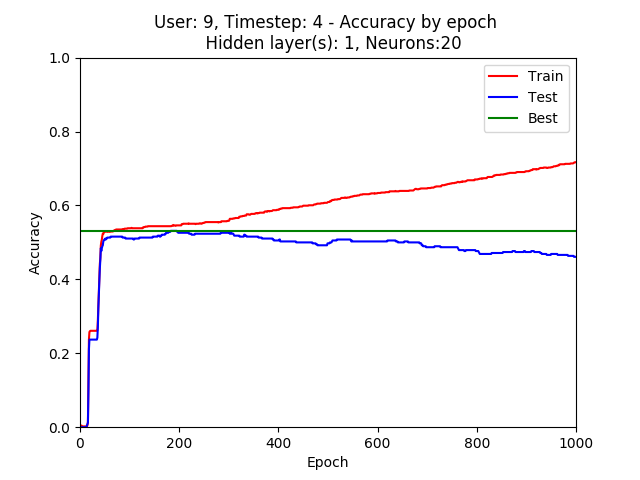 User: 9, Timestep: 4 - Accuracy by epoch
Hidden layer(s): 1, Neurons:20
Train
Test
Best
Accuracy
1.0
0.8
0.6
0.4
0.2
0.0
0 200 400 600 800 1000
Epoch